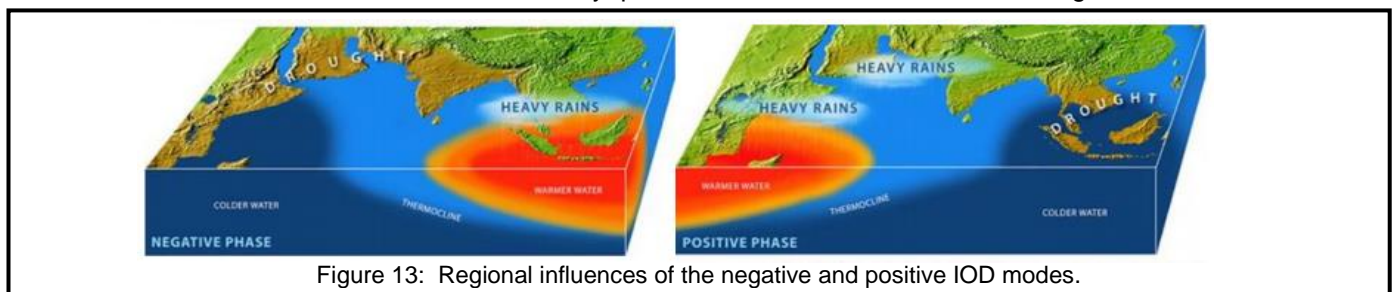 DROUGHT
HEAVY RAINS
WARMER WATER
COLDER WATER
THERMOCLINE
NEGATIVE PHASE
HEAVY RAINS
HEAVY RAINS
DROUGHT
WARMER WATER
THERMOCLINE
COLDER WATER
POSITIVE PHASE
Figure 13: Regional influences of the negative and positive IOD modes.